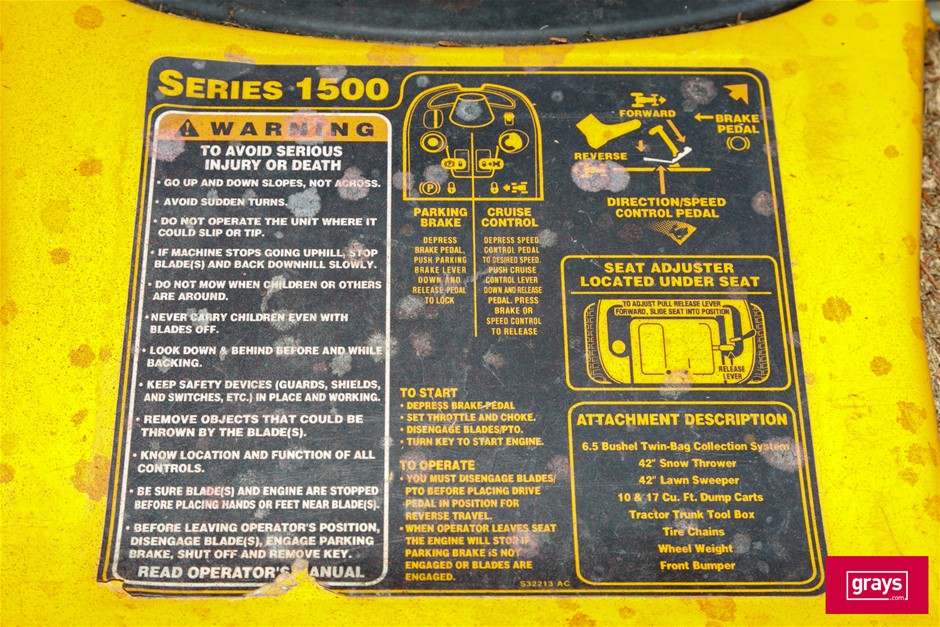 SERIES 1500
WARNING
TO AVOID SERIOUS
INJURY OR DEATH
• GO UP AND DOWN SLOPES, NOT ACROSS.
• AVOID SUDDEN TURNS.
• DO NOT OPERATE THE UNIT WHERE IT
COULD SLIP OR TIP.
• IF MACHINE STOPS GOING UPHILL, STOP
BLADE(S) AND BACK DOWNHILL SLOWLY.
• DO NOT MOW WHEN CHILDREN OR OTHERS
ARE AROUND.
• NEVER CARRY CHILDREN EVEN WITH
BLADES OFF.
• LOOK DOWN & BEHIND BEFORE AND WHILE
BACKING.
• KEEP SAFETY DEVICES (GUARDS, SHIELDS,
AND SWITCHES, ETC.) IN PLACE AND WORKING.
• REMOVE OBJECTS THAT COULD BE
THROWN BY THE BLADE(S).
• KNOW LOCATION AND FUNCTION OF ALL
CONTROLS.
• BE SURE BLADE(S) AND ENGINE ARE STOPPED
BEFORE PLACING HANDS OR FEET NEAR BLADE(S).
• BEFORE LEAVING OPERATOR'S POSITION,
DISENGAGE BLADE(S), ENGAGE PARKING
BRAKE, SHUT OFF AND REMOVE KEY.
READ OPERATOR'S MANUAL
PARKING
BRAKE
DEPRESS
BRAKE PEDAL,
PUSH PARKING
BRAKE LEVER
DOWN AND
RELEASE PEDAL
TO LOCK
CRUISE
CONTROL
DEPRESS SPEED
CONTROL PEDAL
TO DESIRED SPEED.
PUSH CRUISE
CONTROL LEVER
DOWN AND RELEASE
PEDAL. PRESS
BRAKE OR
SPEED CONTROL
TO RELEASE
TO START
• DEPRESS BRAKE PEDAL
• SET THROTTLE AND CHOKE.
• DISENGAGE BLADES/PTO.
• TURN KEY TO START ENGINE.
TO OPERATE
• YOU MUST DISENGAGE BLADES/
PTO BEFORE PLACING DRIVE
PEDAL IN POSITION FOR
REVERSE TRAVEL.
• WHEN OPERATOR LEAVES SEAT
THE ENGINE WILL STOP IF
PARKING BRAKE IS NOT
ENGAGED OR BLADES ARE
ENGAGED.
S32213 AC
FORWARD
BRAKE
PEDAL
REVERSE
DIRECTION/SPEED
CONTROL PEDAL
SEAT ADJUSTER
LOCATED UNDER SEAT
TO ADJUST PULL RELEASE LEVER
FORWARD, SLIDE SEAT INTO POSITION
RELEASE
LEVER
ATTACHMENT DESCRIPTION
6.5 Bushel Twin-Bag Collection System
42" Snow Thrower
42" Lawn Sweeper
10 & 17 Cu. Ft. Dump Carts
Tractor Trunk Tool Box
Tire Chains
Wheel Weight
Front Bumper
grays
.com